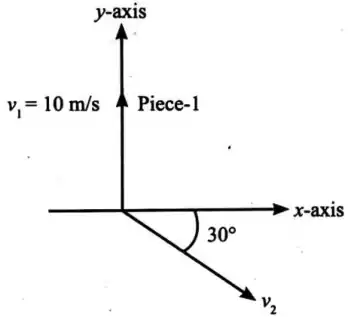 y-axis
v₁ = 10 m/s Piece-1
x-axis
30°
v₂